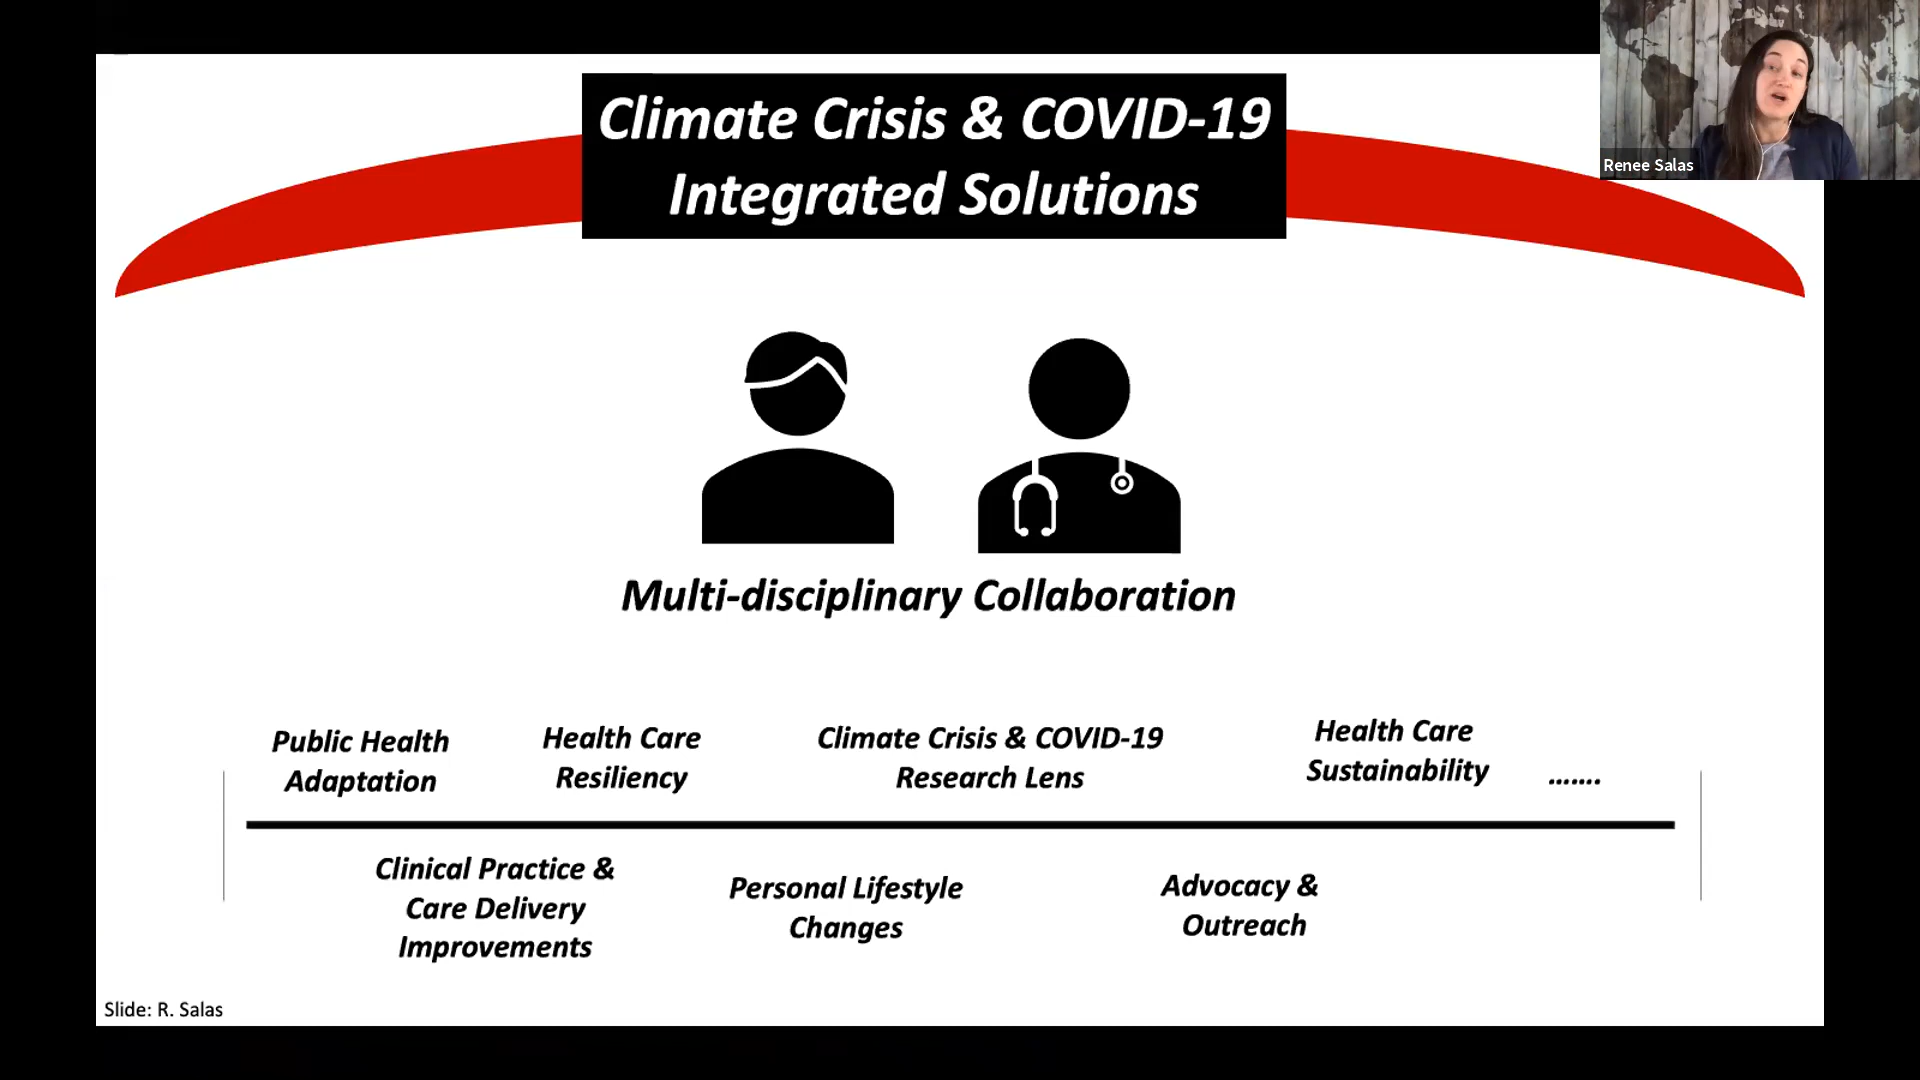 Climate Crisis & COVID-19
Integrated Solutions
Renee Salas
Multi-disciplinary Collaboration
Public Health
Adaptation
Health Care
Resiliency
Climate Crisis & COVID-19
Research Lens
Health Care
Sustainability
.......
Clinical Practice &
Care Delivery
Improvements
Personal Lifestyle
Changes
Advocacy &
Outreach
Slide: R. Salas